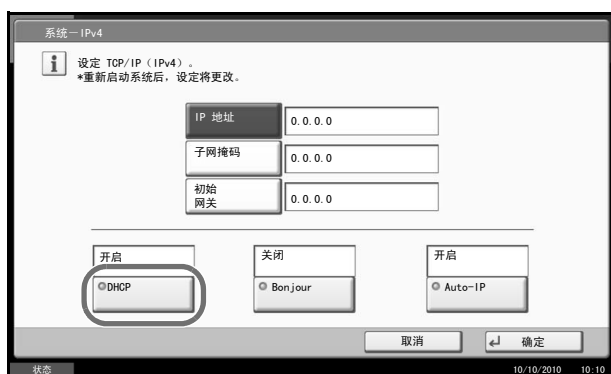 系统－IPv4
设定 TCP/IP（IPv4）。
*重新启动系统后，设定将更改。
IP 地址
0.0.0.0
子网掩码
0.0.0.0
初始
网关
0.0.0.0
开启
关闭
开启
DHCP
Bonjour
Auto-IP
取消
确定
状态
10/10/2010 10:10